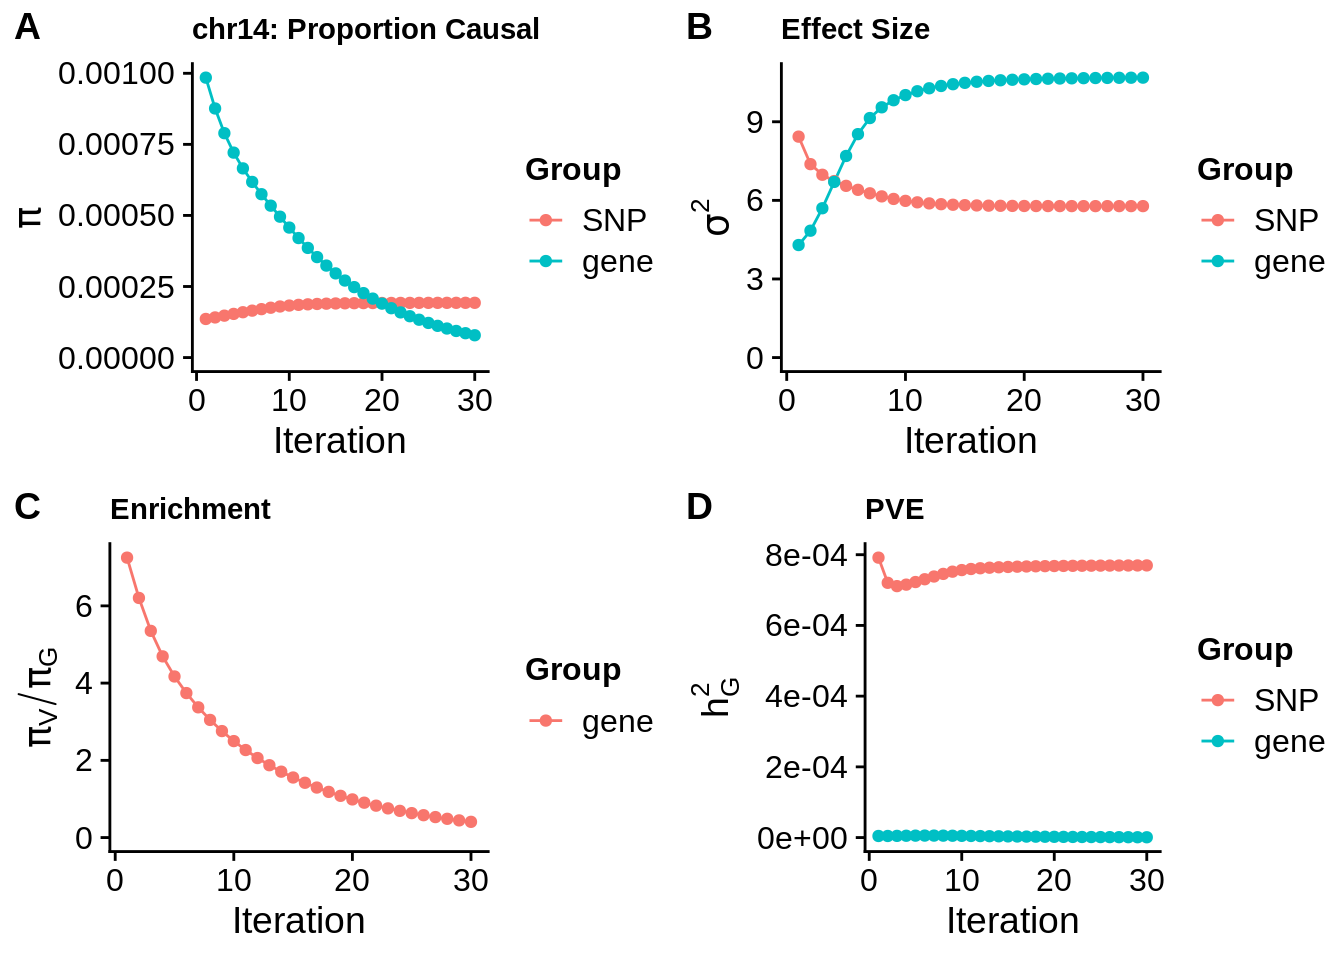 A
chr14: Proportion Causal
0.00100
0.00075
0.00050
0.00025
0.00000
π
0 10 20 30
Iteration
Group
SNP
gene
B
Effect Size
9
6
3
0
σ²
0 10 20 30
Iteration
Group
SNP
gene
C
Enrichment
6
4
2
0
π_V/π_G
0 10 20 30
Iteration
Group
gene
D
PVE
8e-04
6e-04
4e-04
2e-04
0e+00
h²_G
0 10 20 30
Iteration
Group
SNP
gene